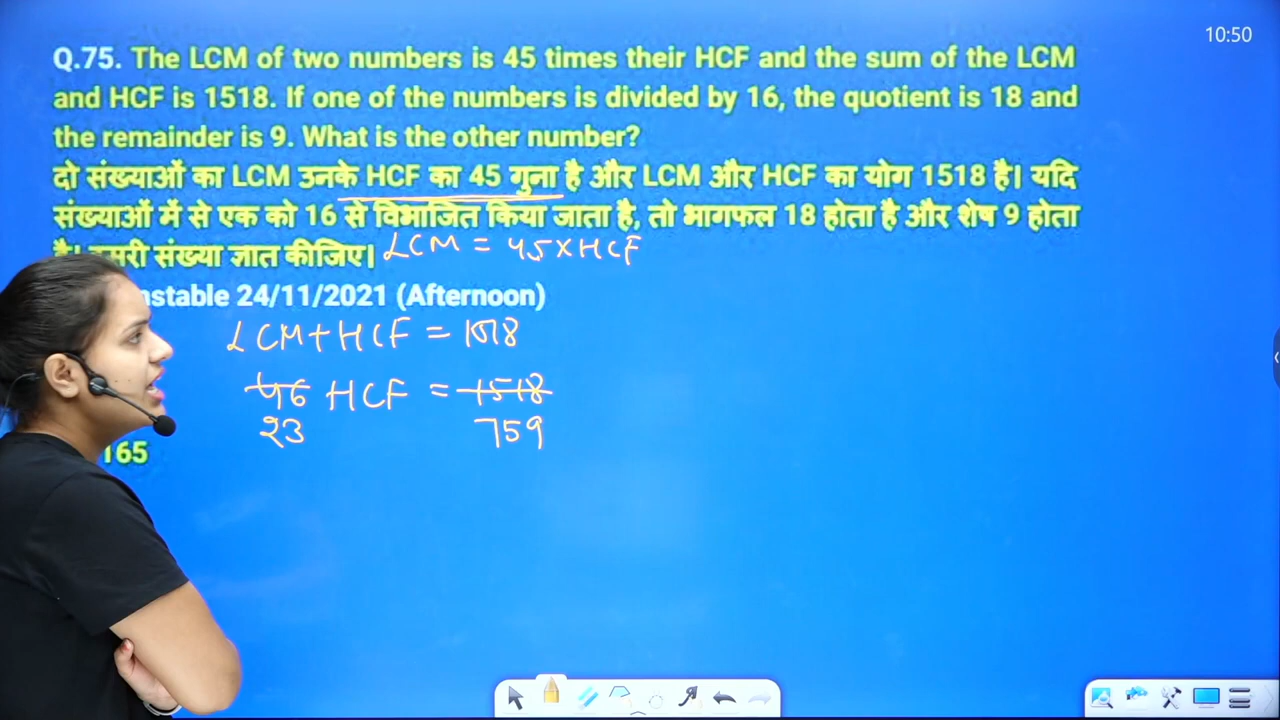 10:50
Q.75. The LCM of two numbers is 45 times their HCF and the sum of the LCM
and HCF is 1518. If one of the numbers is divided by 16, the quotient is 18 and
the remainder is 9. What is the other number?
दो संख्याओं का LCM उनके HCF का 45 गुना है और LCM और HCF का योग 1518 है। यदि
संख्याओं में से एक को 16 से विभाजित किया जाता है, तो भागफल 18 होता है और शेष 9 होता
है। संख्या ज्ञात कीजिए।
LCM = 45×HCF
24/11/2021 (Afternoon)
LCM+HCF = 1518
46 HCF = 1518
23 759
165